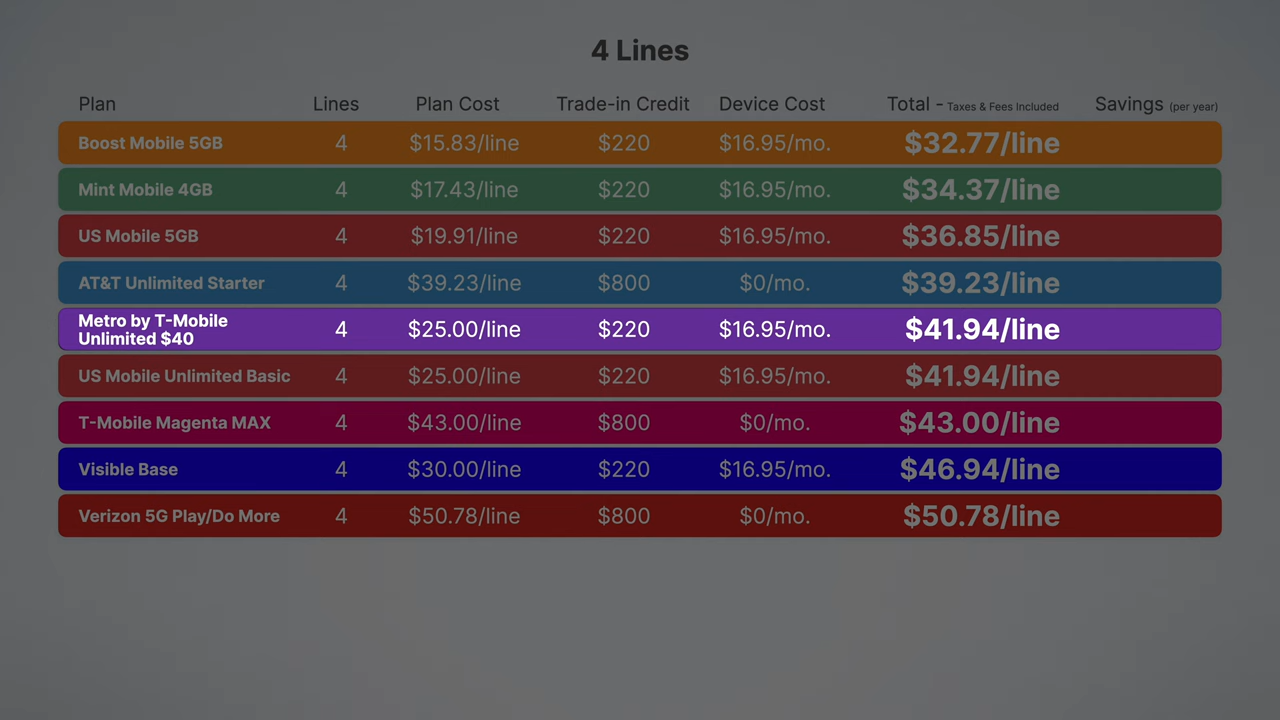 4 Lines
Plan Lines Plan Cost Trade-in Credit Device Cost Total - Taxes & Fees Included Savings (per year)
Boost Mobile 5GB 4 $15.83/line $220 $16.95/mo. $32.77/line
Mint Mobile 4GB 4 $17.43/line $220 $16.95/mo. $34.37/line
US Mobile 5GB 4 $19.91/line $220 $16.95/mo. $36.85/line
AT&T Unlimited Starter 4 $39.23/line $800 $0/mo. $39.23/line
Metro by T-Mobile
Unlimited $40 4 $25.00/line $220 $16.95/mo. $41.94/line
US Mobile Unlimited Basic 4 $25.00/line $220 $16.95/mo. $41.94/line
T-Mobile Magenta MAX 4 $43.00/line $800 $0/mo. $43.00/line
Visible Base 4 $30.00/line $220 $16.95/mo. $46.94/line
Verizon 5G Play/Do More 4 $50.78/line $800 $0/mo. $50.78/line